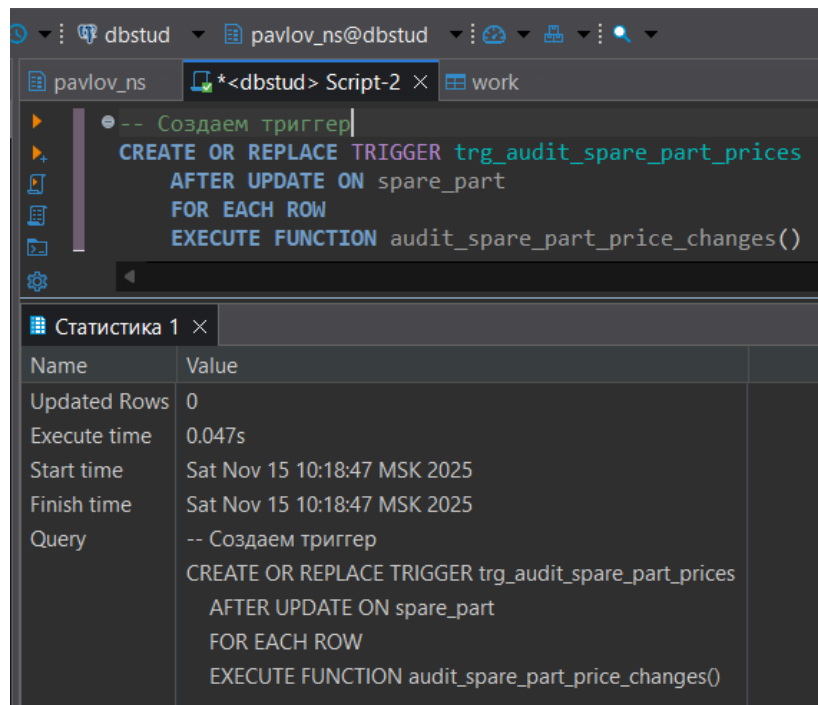 dbstud pavlov_ns@dbstud
pavlov_ns *<dbstud> Script-2 work
-- Создаем триггер
CREATE OR REPLACE TRIGGER trg_audit_spare_part_prices
AFTER UPDATE ON spare_part
FOR EACH ROW
EXECUTE FUNCTION audit_spare_part_price_changes()
Статистика 1
Name Value
Updated Rows 0
Execute time 0.047s
Start time Sat Nov 15 10:18:47 MSK 2025
Finish time Sat Nov 15 10:18:47 MSK 2025
Query -- Создаем триггер
CREATE OR REPLACE TRIGGER trg_audit_spare_part_prices
AFTER UPDATE ON spare_part
FOR EACH ROW
EXECUTE FUNCTION audit_spare_part_price_changes()